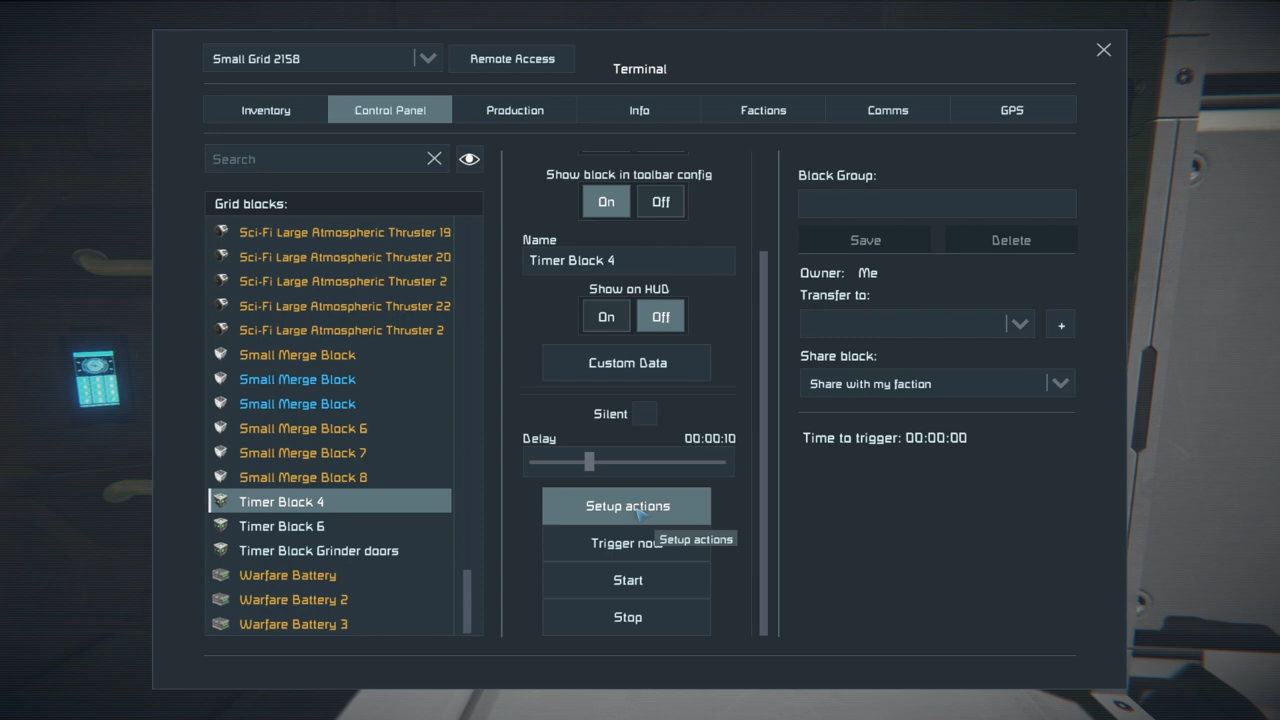 Small Grid 2158
Remote Access
Terminal
Inventory
Control Panel
Production
Info
Factions
Comms
GPS
Search
Grid blocks:
Sci-Fi Large Atmospheric Thruster 19
Sci-Fi Large Atmospheric Thruster 20
Sci-Fi Large Atmospheric Thruster 2
Sci-Fi Large Atmospheric Thruster 22
Sci-Fi Large Atmospheric Thruster 2
Small Merge Block
Small Merge Block
Small Merge Block
Small Merge Block 6
Small Merge Block 7
Small Merge Block 8
Timer Block 4
Timer Block 6
Timer Block Grinder doors
Warfare Battery
Warfare Battery 2
Warfare Battery 3
Show block in toolbar config
On Off
Name
Timer Block 4
Show on HUD
On Off
Custom Data
Silent
Delay 00:00:10
Setup actions
Trigger now
Setup actions
Start
Stop
Block Group:
Save
Delete
Owner: Me
Transfer to:
+
Share block:
Share with my faction
Time to trigger: 00:00:00